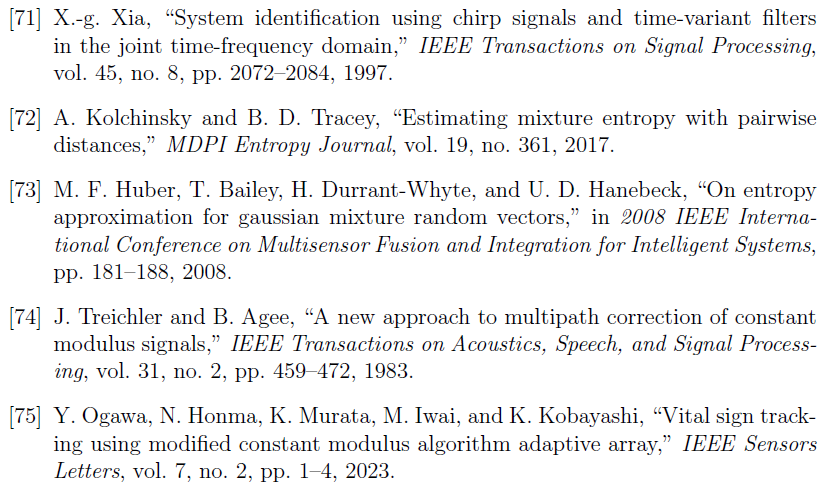 [71] X.-g. Xia, “System identification using chirp signals and time-variant filters
in the joint time-frequency domain,” IEEE Transactions on Signal Processing,
vol. 45, no. 8, pp. 2072–2084, 1997.
[72] A. Kolchinsky and B. D. Tracey, “Estimating mixture entropy with pairwise
distances,” MDPI Entropy Journal, vol. 19, no. 361, 2017.
[73] M. F. Huber, T. Bailey, H. Durrant-Whyte, and U. D. Hanebeck, “On entropy
approximation for gaussian mixture random vectors,” in 2008 IEEE Interna-
tional Conference on Multisensor Fusion and Integration for Intelligent Systems,
pp. 181–188, 2008.
[74] J. Treichler and B. Agee, “A new approach to multipath correction of constant
modulus signals,” IEEE Transactions on Acoustics, Speech, and Signal Process-
ing, vol. 31, no. 2, pp. 459–472, 1983.
[75] Y. Ogawa, N. Honma, K. Murata, M. Iwai, and K. Kobayashi, “Vital sign track-
ing using modified constant modulus algorithm adaptive array,” IEEE Sensors
Letters, vol. 7, no. 2, pp. 1–4, 2023.